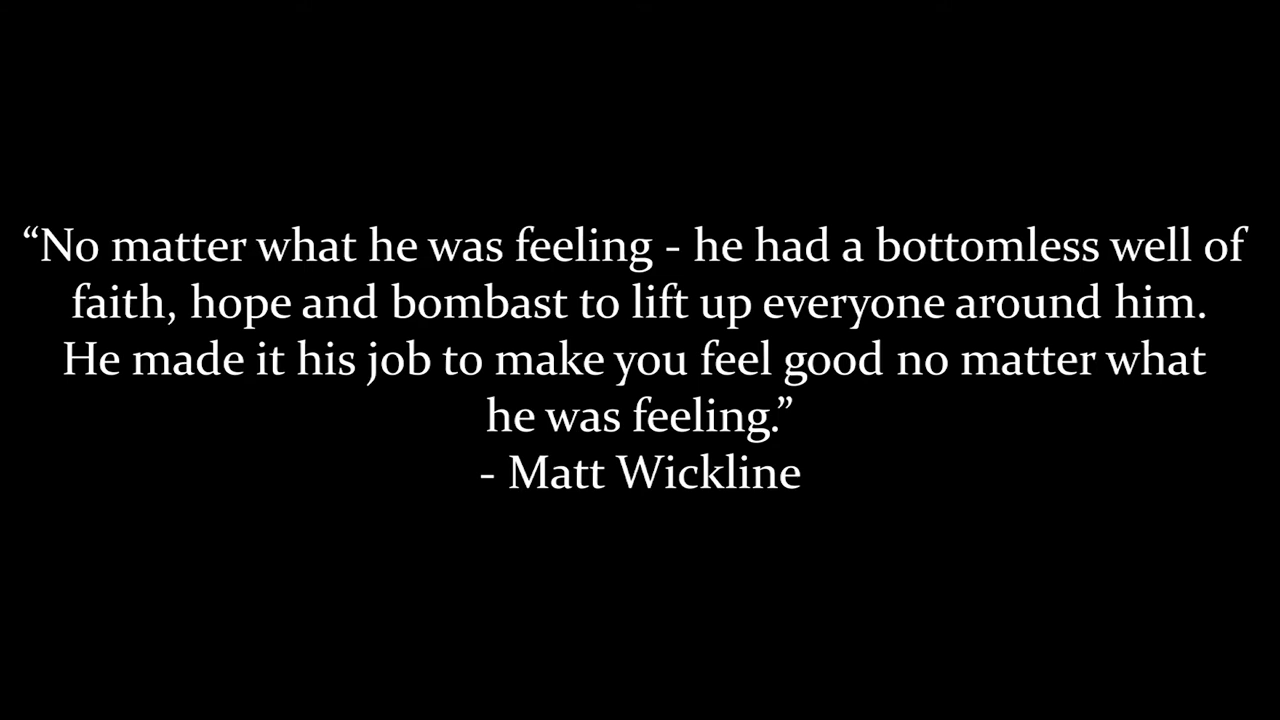 “No matter what he was feeling - he had a bottomless well of
faith, hope and bombast to lift up everyone around him.
He made it his job to make you feel good no matter what
he was feeling.”
- Matt Wickline